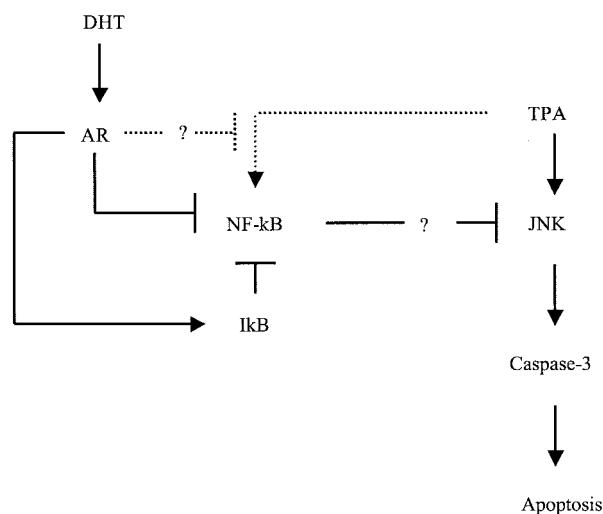 DHT
AR
?
TPA
NF-kB
?
JNK
IkB
Caspase-3
Apoptosis